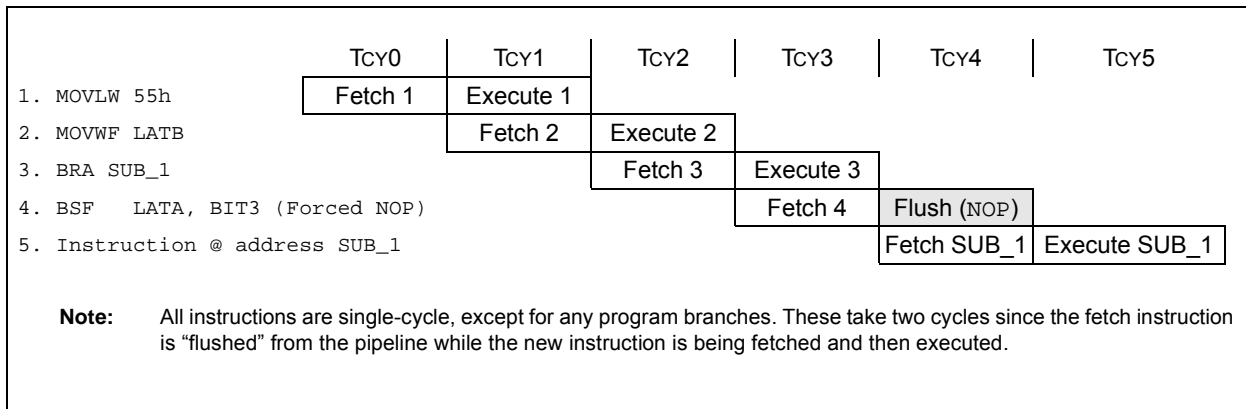 TCY0 TCY1 TCY2 TCY3 TCY4 TCY5
1. MOVLW 55h Fetch 1 Execute 1
2. MOVWF LATB Fetch 2 Execute 2
3. BRA SUB_1 Fetch 3 Execute 3
4. BSF LATA, BIT3 (Forced NOP) Fetch 4 Flush (NOP)
5. Instruction @ address SUB_1 Fetch SUB_1 Execute SUB_1
Note: All instructions are single-cycle, except for any program branches. These take two cycles since the fetch instruction
is “flushed” from the pipeline while the new instruction is being fetched and then executed.